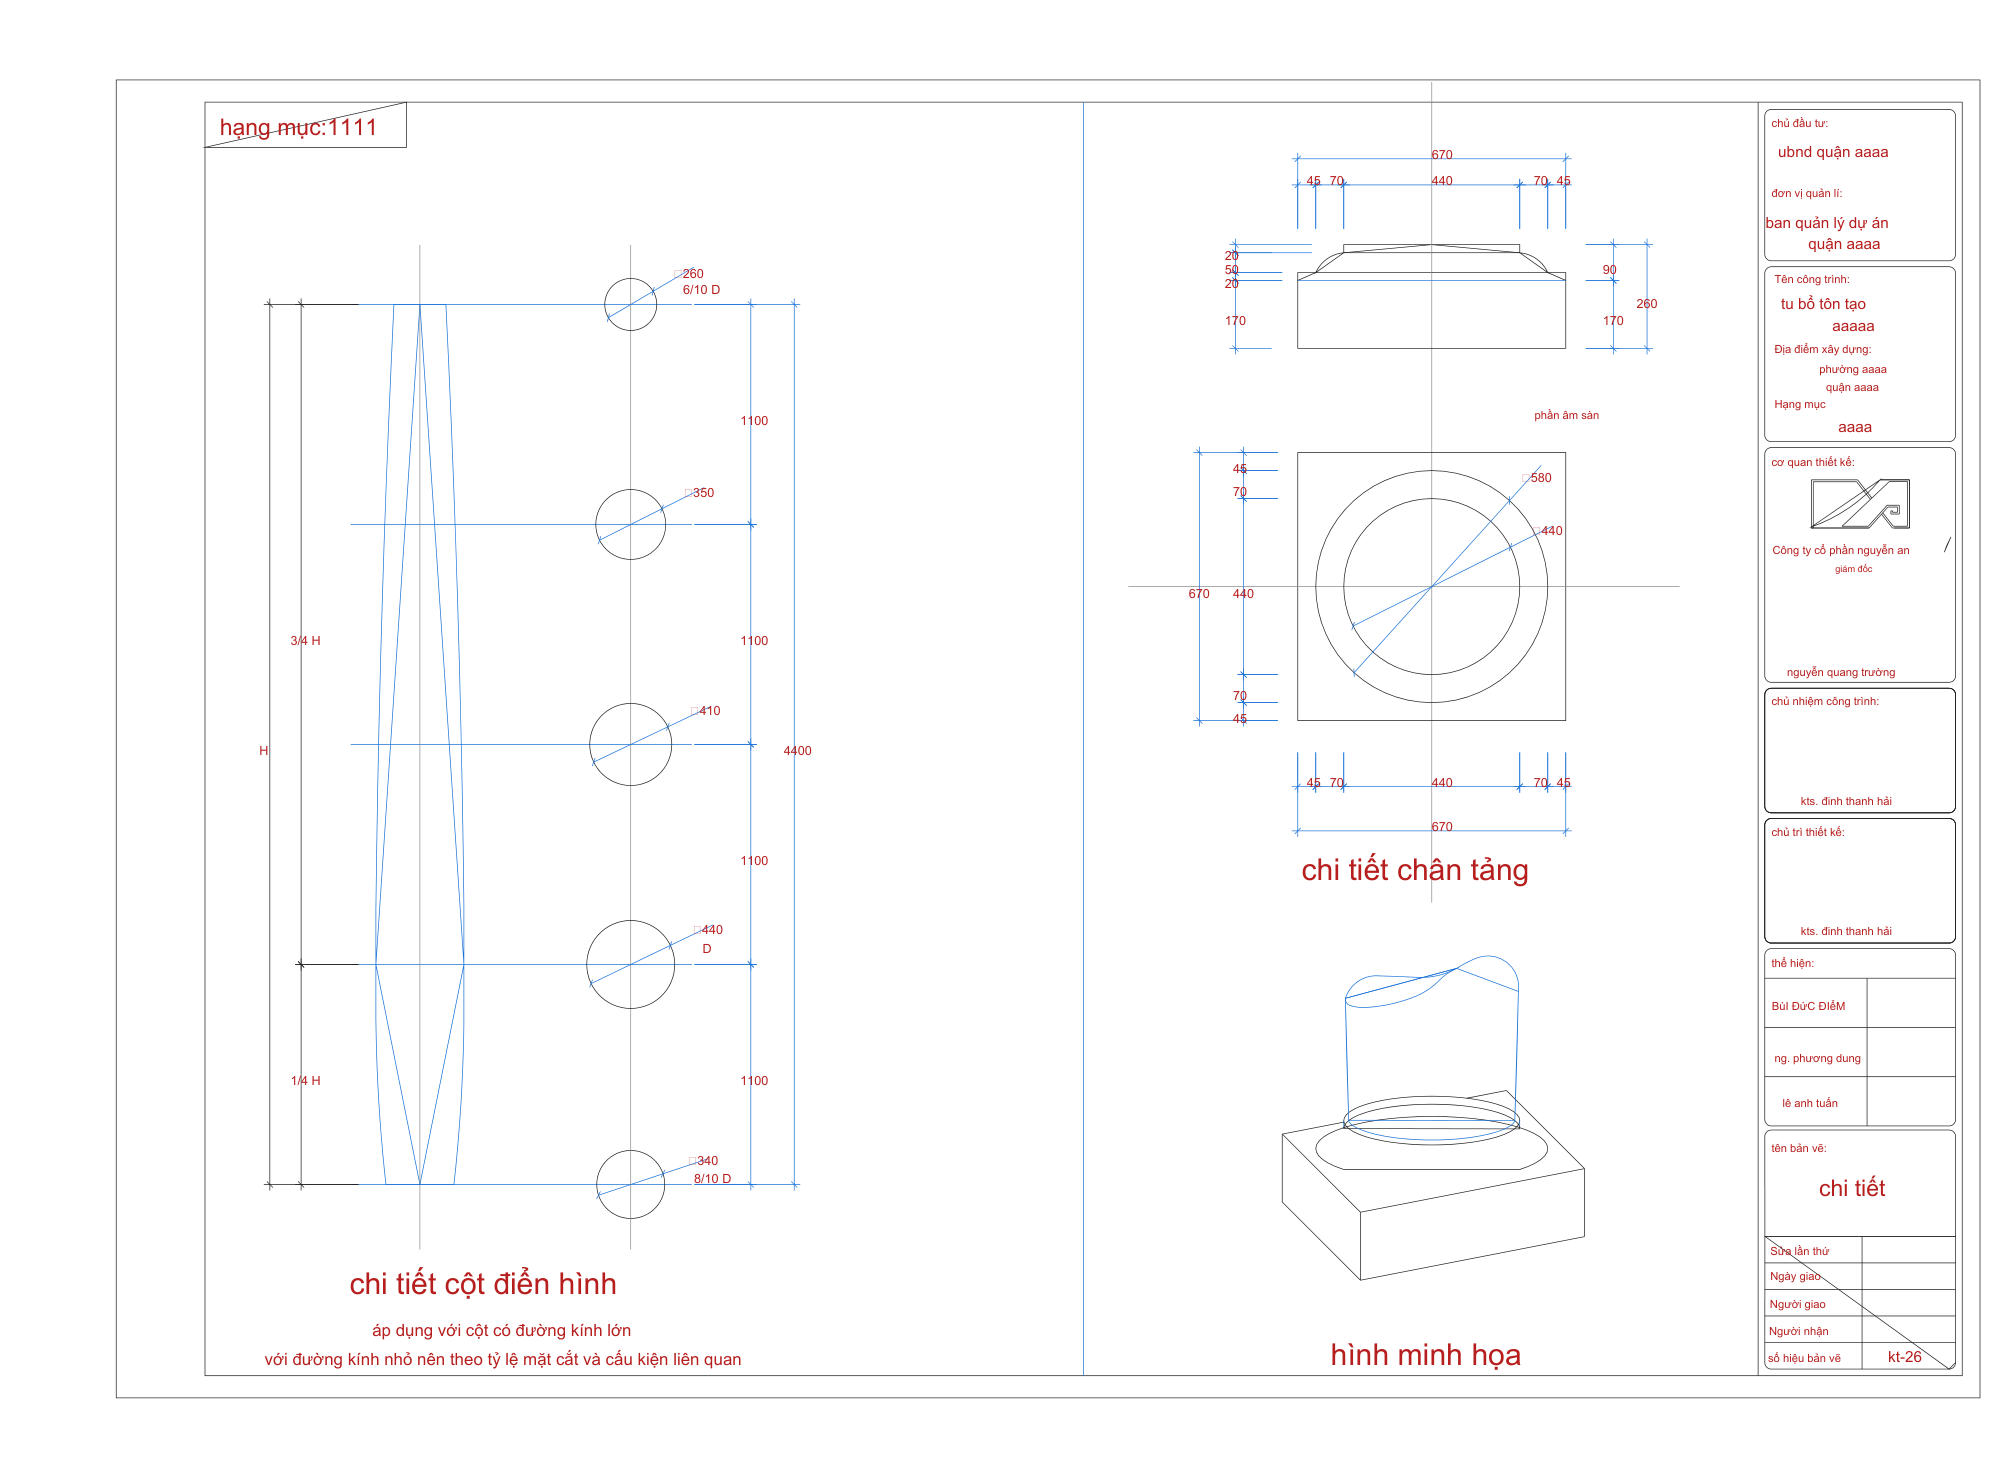 hạng mục:1111
□260
6/10 D
1100
□350
3/4 H
1100
□410
H
4400
1100
□440
D
1/4 H
1100
□340
8/10 D
chi tiết cột điển hình
áp dụng với cột có đường kính lớn
với đường kính nhỏ nên theo tỷ lệ mặt cắt và cấu kiện liên quan
670
45 70 440 70 45
20
50
20
170
90
260
170
phần âm sàn
45
70
□580
□440
670
440
70
45
45 70 440 70 45
670
chi tiết chân tảng
hình minh họa
chủ đầu tư:
ubnd quận aaaa
đơn vị quản lí:
ban quản lý dự án
quận aaaa
Tên công trình:
tu bổ tôn tạo
aaaaa
Địa điểm xây dựng:
phường aaaa
quận aaaa
Hạng mục
aaaa
cơ quan thiết kế:
Công ty cổ phần nguyễn an
giám đốc
nguyễn quang trường
chủ nhiệm công trình:
kts. đinh thanh hải
chủ trì thiết kế:
kts. đinh thanh hải
thể hiện:
BùI ĐứC ĐIểM
ng. phương dung
lê anh tuấn
tên bản vẽ:
chi tiết
Sửa lần thứ
Ngày giao
Người giao
Người nhận
số hiệu bản vẽ kt-26